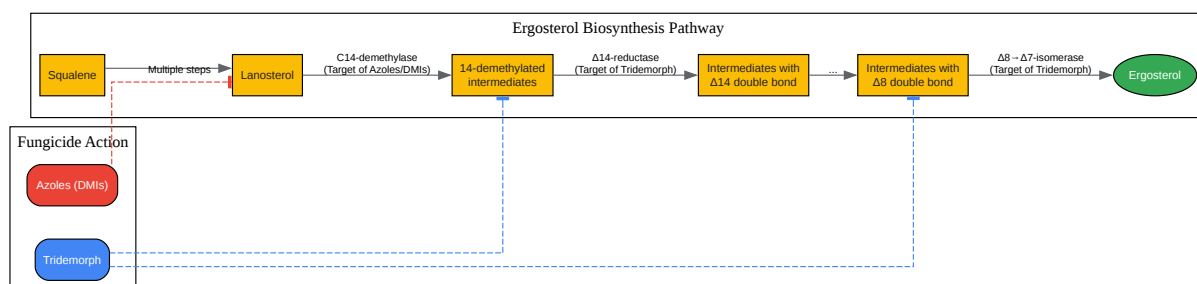 Ergosterol Biosynthesis Pathway
Squalene
Multiple steps
Lanosterol
C14-demethylase
(Target of Azoles/DMIs)
14-demethylated
intermediates
Δ14-reductase
(Target of Tridemorph)
Intermediates with
Δ14 double bond
...
Intermediates with
Δ8 double bond
Δ8→Δ7-isomerase
(Target of Tridemorph)
Ergosterol
Fungicide Action
Azoles (DMIs)
Tridemorph